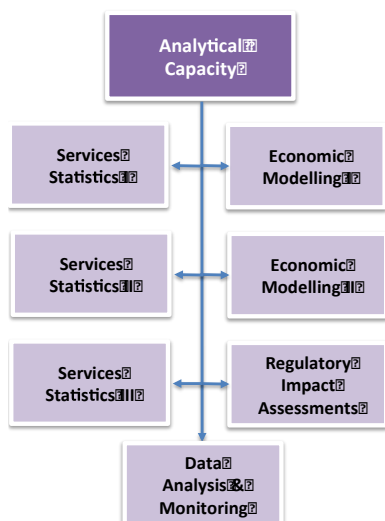 Analytical
Capacity
Services
Statistics I
Economic
Modelling I
Services
Statistics II
Economic
Modelling II
Services
Statistics III
Regulatory
Impact
Assessments
Data
Analysis &
Monitoring